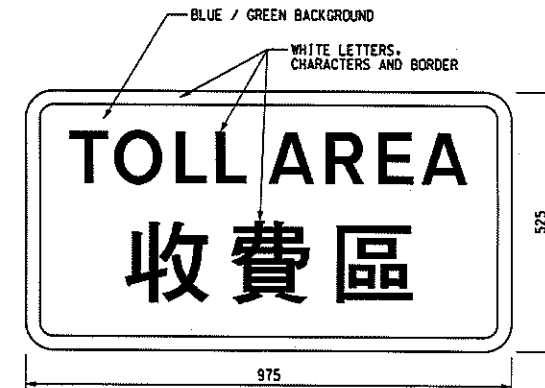 BLUE / GREEN BACKGROUND
WHITE LETTERS,
CHARACTERS AND BORDER
TOLL AREA
收費區
525
975